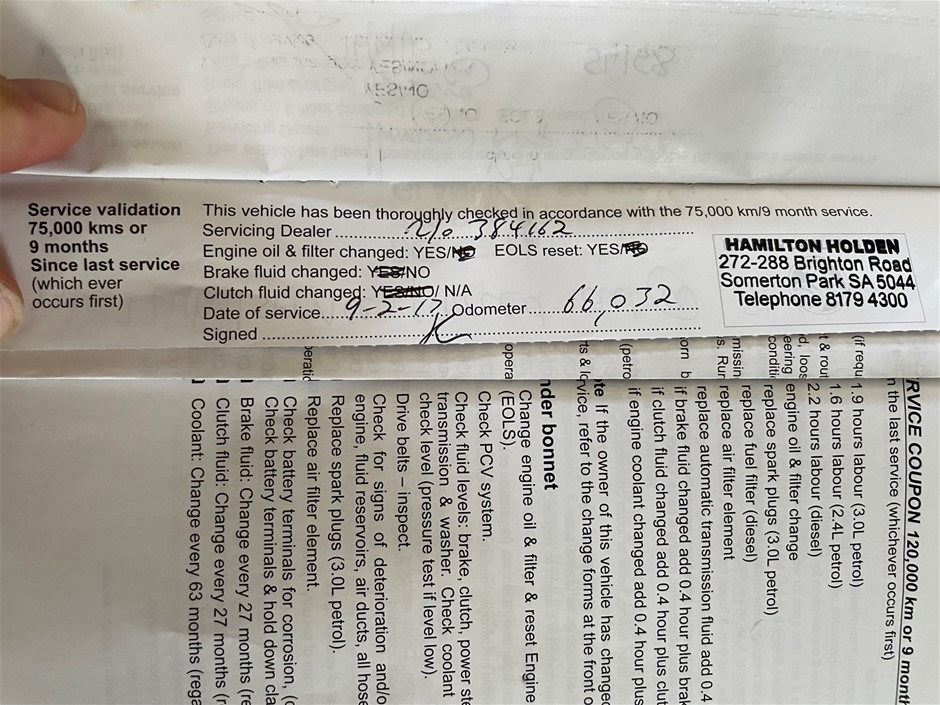 Service validation
75,000 kms or
9 months
Since last service
(which ever
occurs first)
This vehicle has been thoroughly checked in accordance with the 75,000 km/9 month service.
Servicing Dealer 384162
Engine oil & filter changed: YES/NO EOLS reset: YES/NO
Brake fluid changed: YES/NO
Clutch fluid changed: YES/NO/ N/A
Date of service 9-2-17 Odometer 66,032
Signed
HAMILTON HOLDEN
272-288 Brighton Road
Somerton Park SA 5044
Telephone 8179 4300
RVICE COUPON 120,000 km or 9 month
n the last service (whichever occurs first)
(if requ
1.9 hours labour (3.0L petrol)
1.6 hours labour (2.4L petrol)
2.2 hours labour (diesel)
engine oil & filter change
replace spark plugs (3.0L petrol)
replace fuel filter (diesel)
replace air filter element
replace automatic transmission fluid add 0.4
if brake fluid changed add 0.4 hour plus brak
if clutch fluid changed add 0.4 hour plus clut
if engine coolant changed add 0.4 hour plus
te If the owner of this vehicle has changed
vice, refer to the change forms at the front o
nder bonnet
Change engine oil & filter & reset Engine
(EOLS).
Check PCV system.
Check fluid levels: brake, clutch, power ste
transmission & washer. Check coolant
check level (pressure test if level low).
Drive belts – inspect.
Check for signs of deterioration and/o
engine, fluid reservoirs, air ducts, all hose
Replace spark plugs (3.0L petrol).
Replace air filter element.
Check battery terminals for corrosion, (
Check battery terminals & hold down cla
Brake fluid: Change every 27 months (re
Clutch fluid: Change every 27 months (r
Coolant: Change every 63 months (rega